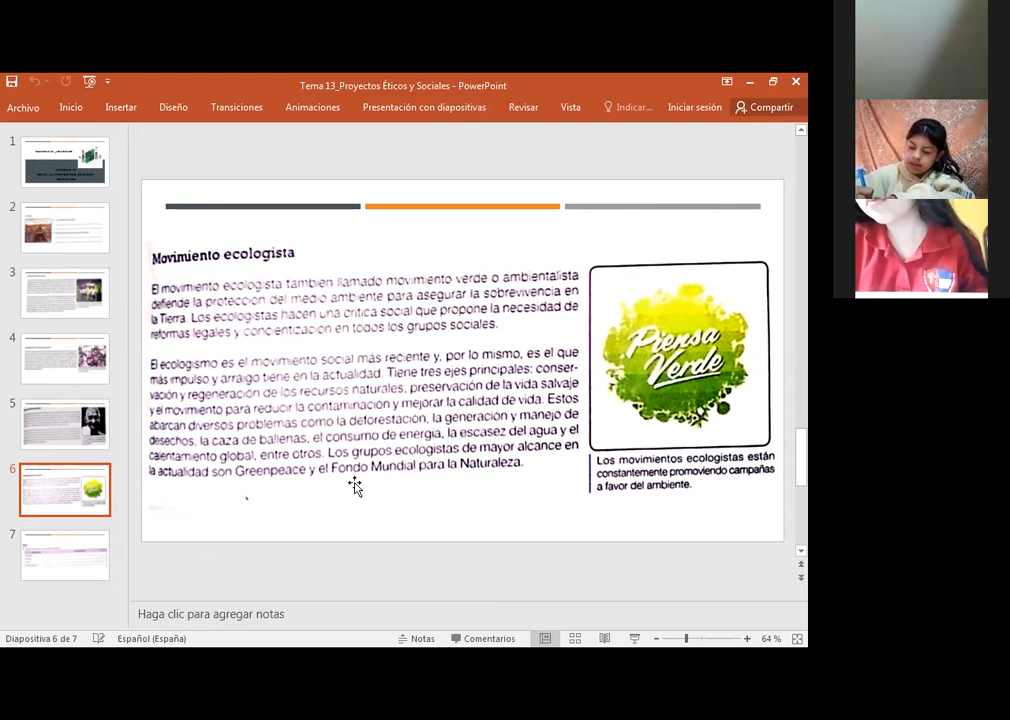 Tema 13_Proyectos Éticos y Sociales - PowerPoint
Archivo Inicio Insertar Diseño Transiciones Animaciones Presentación con diapositivas Revisar Vista Indicar... Iniciar sesión Compartir
1
2
3
4
5
6
7
Movimiento ecologista
El movimiento ecologista también llamado movimiento verde o ambientalista
defiende la protección del medio ambiente para asegurar la sobrevivencia en
la Tierra. Los ecologistas hacen una crítica social que propone la necesidad de
reformas legales y concientización en todos los grupos sociales.
El ecologismo es el movimiento social más reciente y, por lo mismo, es el que
más impulso y arraigo tiene en la actualidad. Tiene tres ejes principales: conser-
vación y regeneración de los recursos naturales, preservación de la vida salvaje
y el movimiento para reducir la contaminación y mejorar la calidad de vida. Estos
abarcan diversos problemas como la deforestación, la generación y manejo de
desechos, la caza de ballenas, el consumo de energía, la escasez del agua y el
calentamiento global, entre otros. Los grupos ecologistas de mayor alcance en
la actualidad son Greenpeace y el Fondo Mundial para la Naturaleza.
Piensa
Verde
Los movimientos ecologistas están
constantemente promoviendo campañas
a favor del ambiente.
Haga clic para agregar notas
Diapositiva 6 de 7 Español (España) Notas Comentarios 64 %